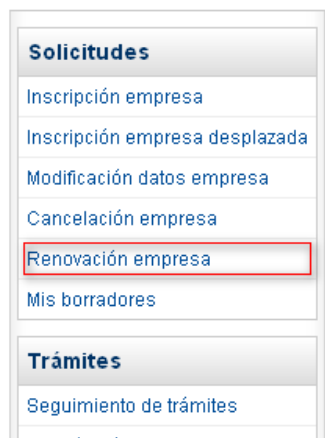 Solicitudes
Inscripción empresa
Inscripción empresa desplazada
Modificación datos empresa
Cancelación empresa
Renovación empresa
Mis borradores
Trámites
Seguimiento de trámites